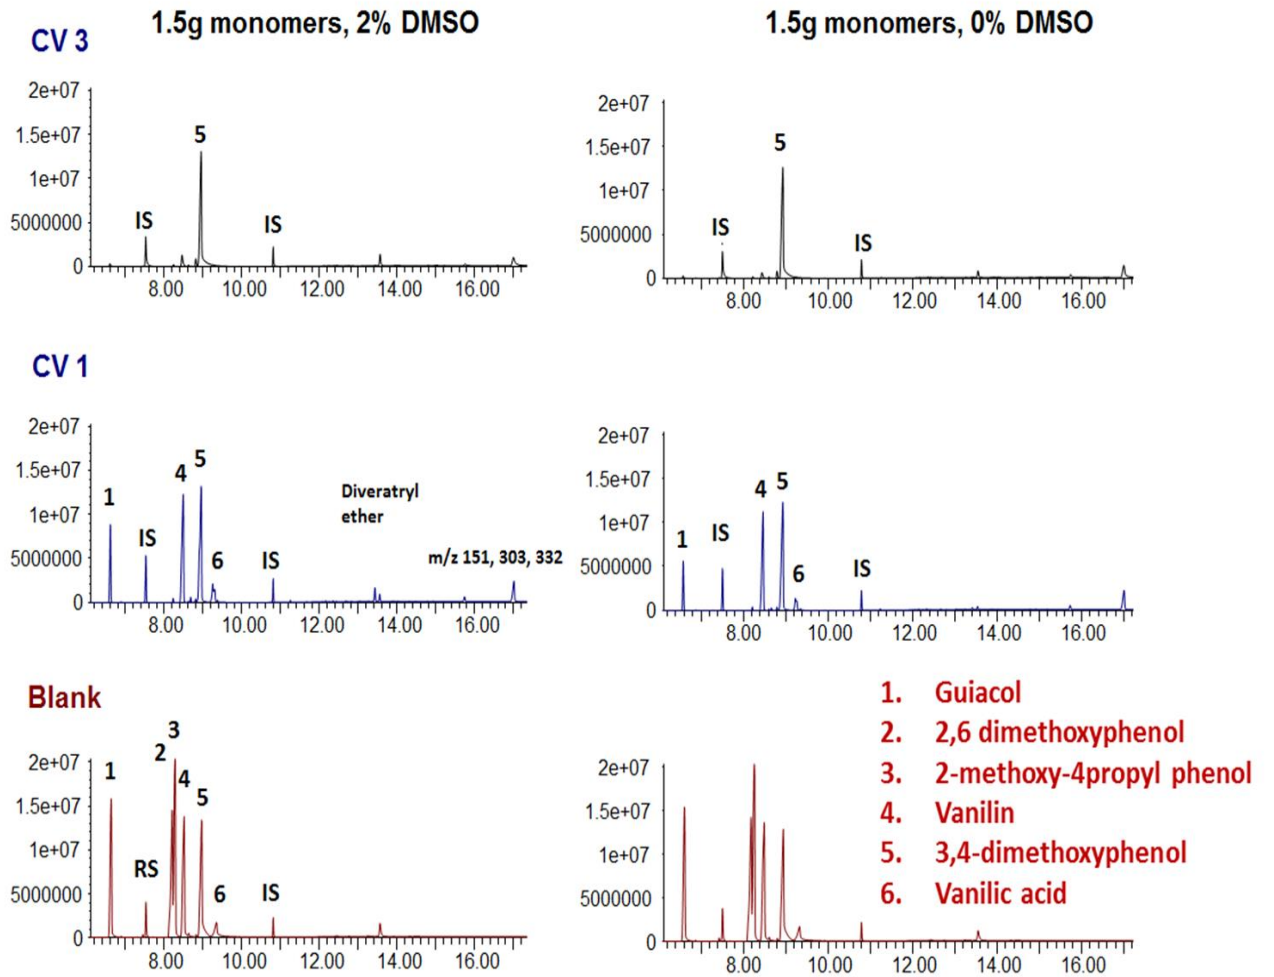 1.5g monomers, 2% DMSO
1.5g monomers, 0% DMSO
CV 3
2e+07
1.5e+07
1e+07
5000000
0
IS
5
IS
8.00 10.00 12.00 14.00 16.00
2e+07
1.5e+07
1e+07
5000000
0
IS
5
IS
8.00 10.00 12.00 14.00 16.00
CV 1
2e+07
1.5e+07
1e+07
5000000
0
1
IS
4
5
6
IS
Diveratryl
ether
m/z 151, 303, 332
8.00 10.00 12.00 14.00 16.00
2e+07
1.5e+07
1e+07
5000000
0
1
IS
4
5
6
IS
8.00 10.00 12.00 14.00 16.00
Blank
2e+07
1.5e+07
1e+07
5000000
0
1
RS
2
3
4
5
6
IS
8.00 10.00 12.00 14.00 16.00
2e+07
1.5e+07
1e+07
5000000
0
8.00 10.00 12.00 14.00 16.00
1. Guiacol
2. 2,6 dimethoxyphenol
3. 2-methoxy-4propyl phenol
4. Vanilin
5. 3,4-dimethoxyphenol
6. Vanilic acid